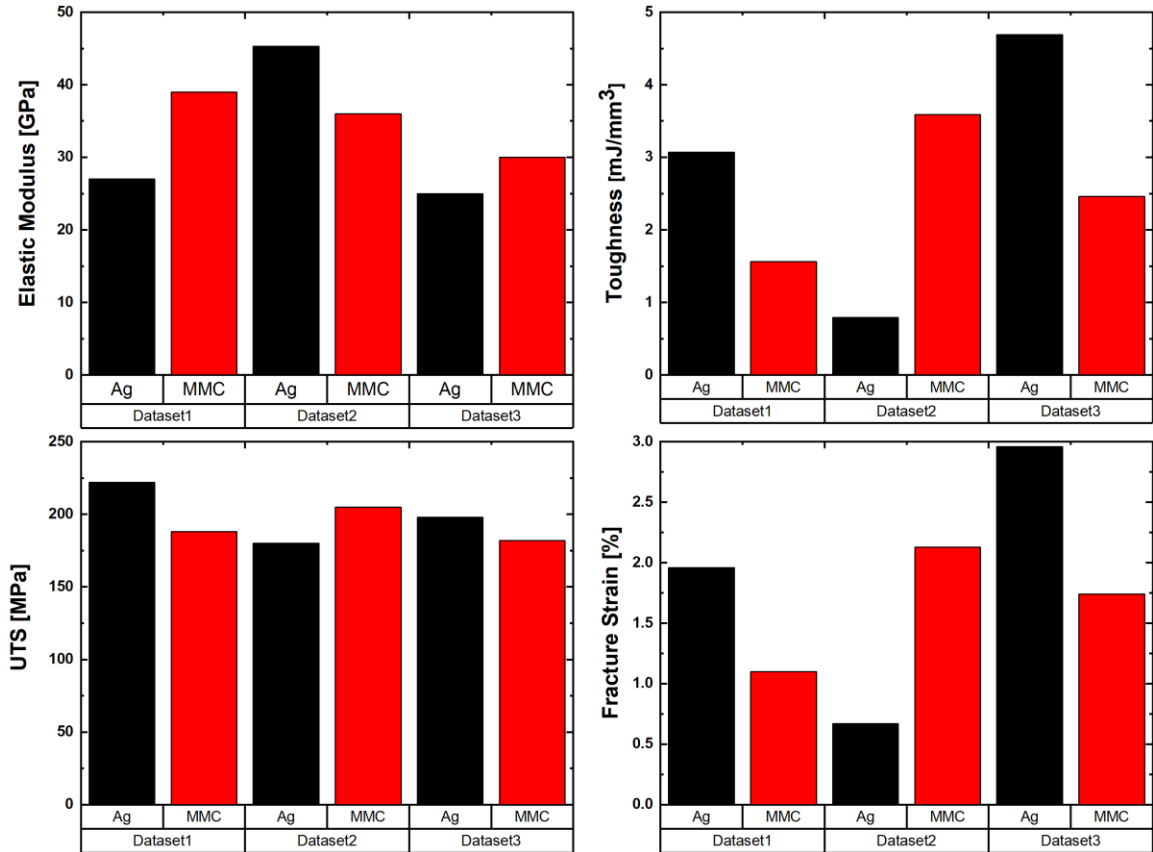 Elastic Modulus [GPa]
50
40
30
20
10
0
Ag MMC Ag MMC Ag MMC
Dataset1 Dataset2 Dataset3
Toughness [mJ/mm³]
5
4
3
2
1
0
Ag MMC Ag MMC Ag MMC
Dataset1 Dataset2 Dataset3
UTS [MPa]
250
200
150
100
50
0
Ag MMC Ag MMC Ag MMC
Dataset1 Dataset2 Dataset3
Fracture Strain [%]
3.0
2.5
2.0
1.5
1.0
0.5
0.0
Ag MMC Ag MMC Ag MMC
Dataset1 Dataset2 Dataset3